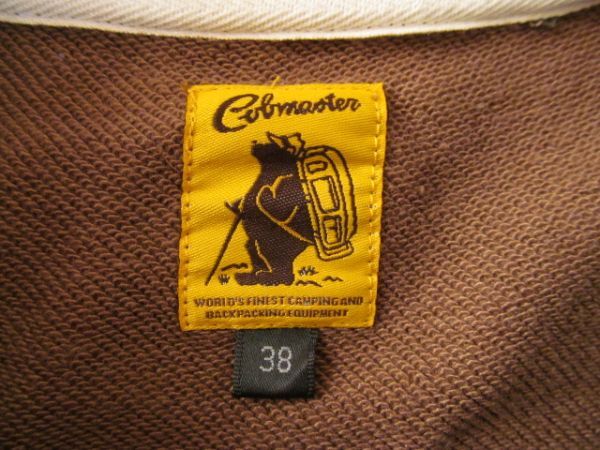 Cobmaster
WORLD'S FINEST CAMPING AND
BACKPACKING EQUIPMENT
38